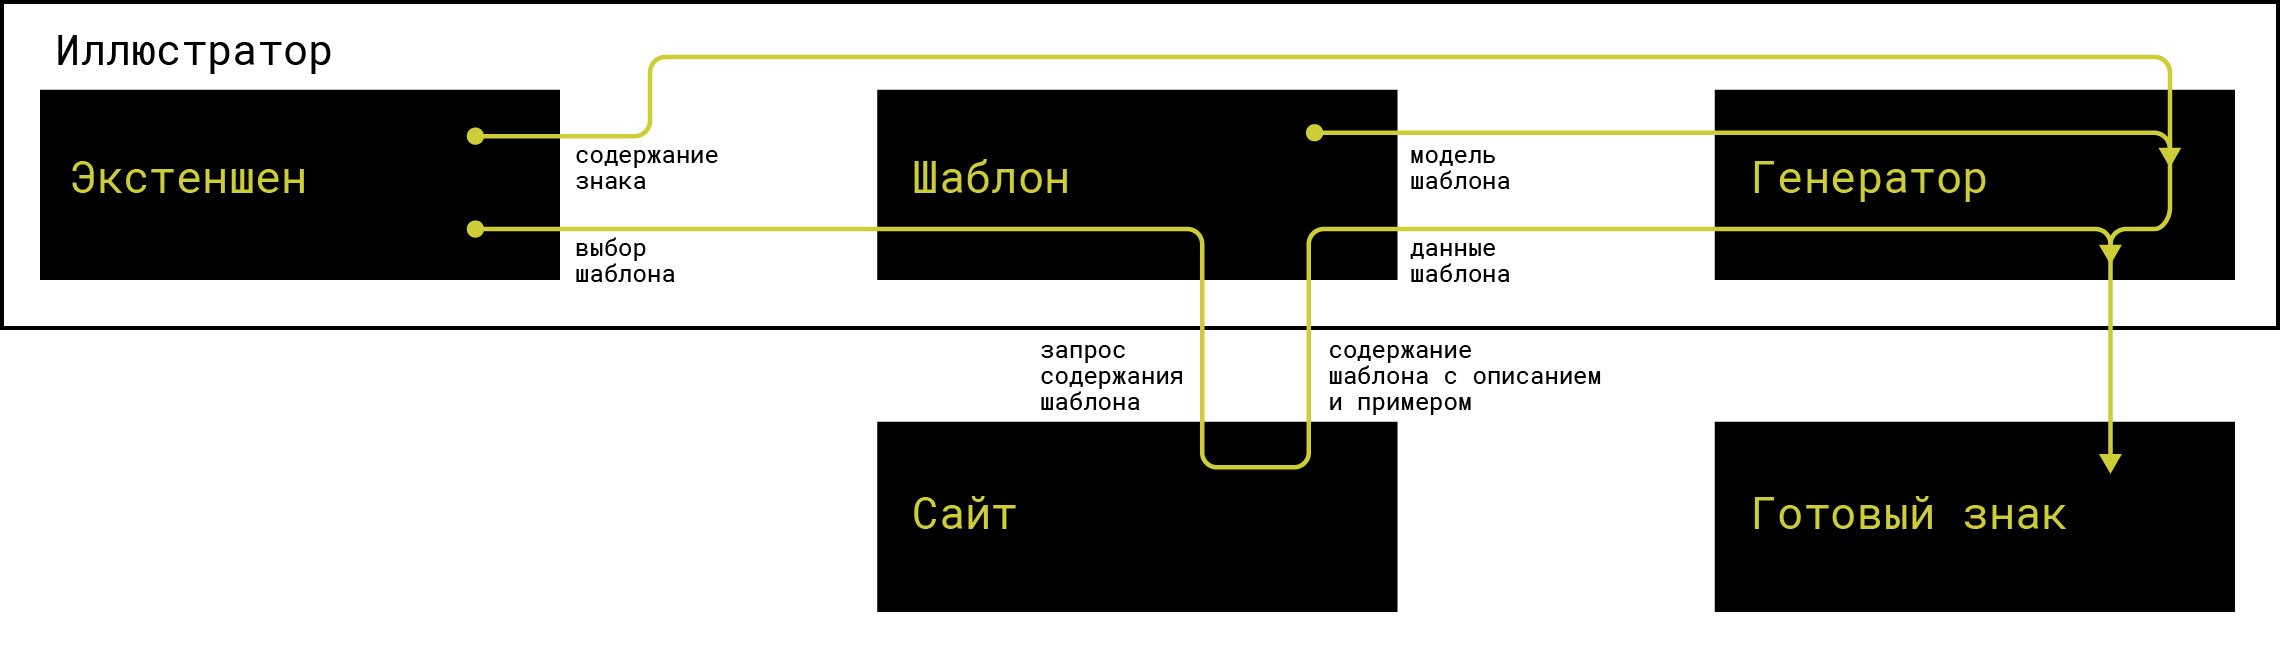 Иллюстратор
Экстеншен
содержание
знака
выбор
шаблона
Шаблон
модель
шаблона
данные
шаблона
Генератор
запрос
содержания
шаблона
содержание
шаблона с описанием
и примером
Сайт
Готовый знак